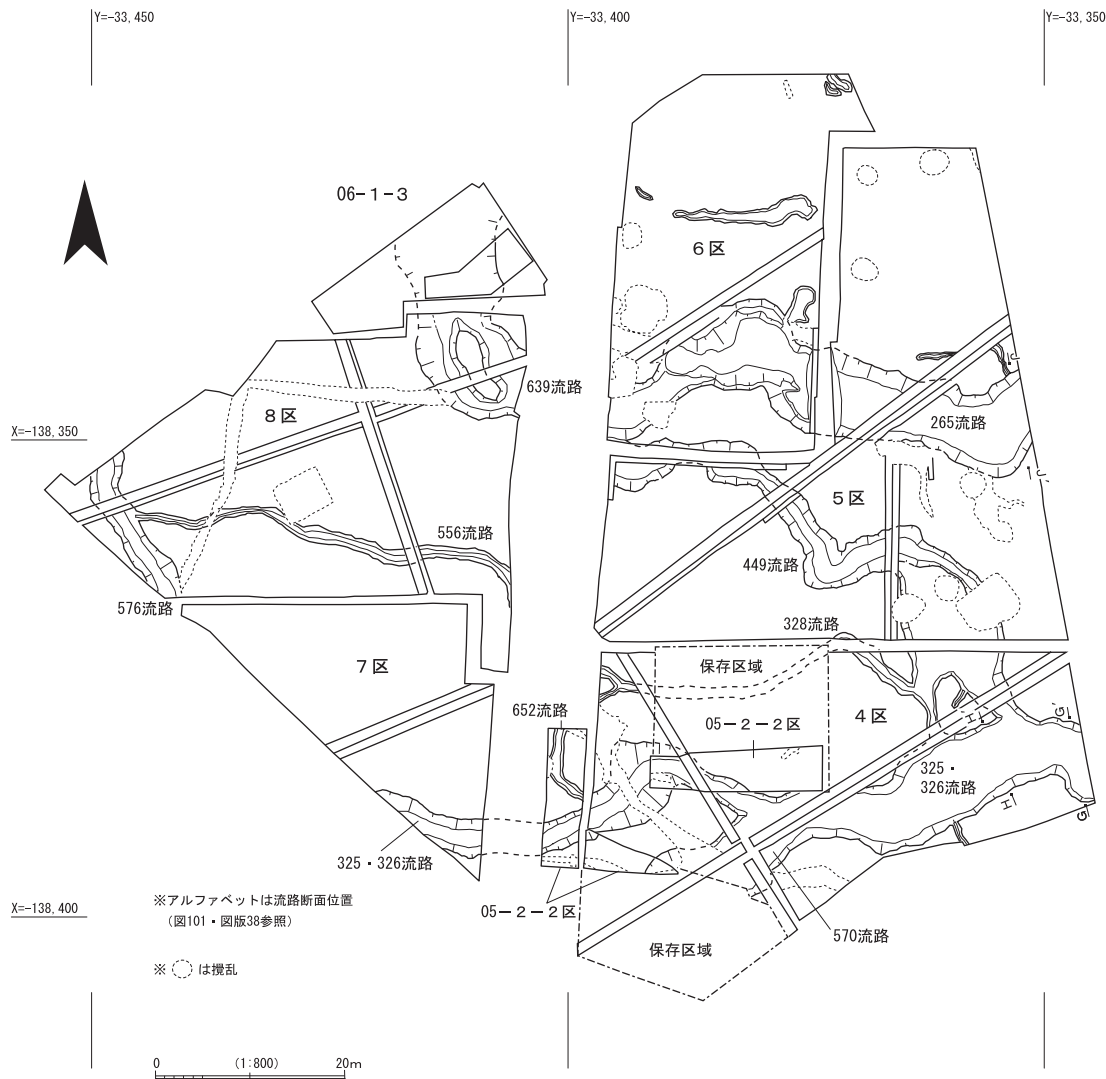 Y=-33,450
Y=-33,400
Y=-33,350
06-1-3
6区
639流路
8区
265流路
X=-138,350
5区
556流路
449流路
576流路
328流路
7区
保存区域
652流路
05-2-2区
4区
J
J'
G
H
325・
326流路
H'
G'
325・326流路
※アルファベットは流路断面位置
(図101・図版38参照)
05-2-2区
X=-138,400
570流路
保存区域
※ は攪乱
0 (1:800) 20m